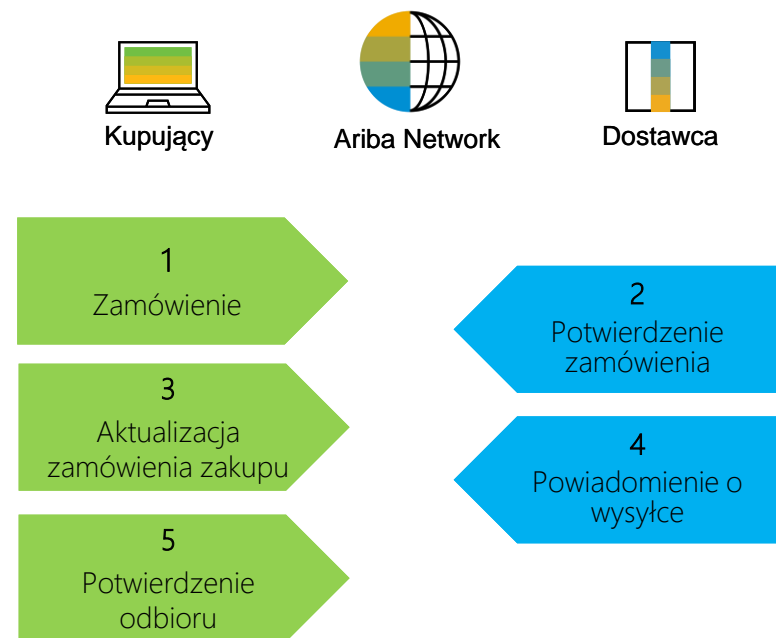 Kupujący
Ariba Network
Dostawca
1
Zamówienie
2
Potwierdzenie
zamówienia
3
Aktualizacja
zamówienia zakupu
4
Powiadomienie o
wysyłce
5
Potwierdzenie
odbioru